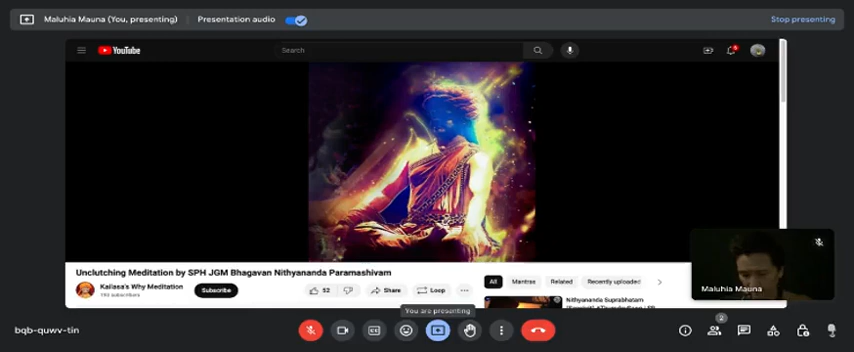 Maluhia Mauna (You, presenting)
Presentation audio
Stop presenting
YouTube
Search
Unclutching Meditation by SPH JGM Bhagavan Nithyananda Paramashivam
Kailasa's Why Meditation
Subscribe
52
Share
Loop
All
Mantras
Related
Recently uploaded
Nithyananda Suprabhatam
Maluhia Mauna
You are presenting
bqb-quwv-tin
2